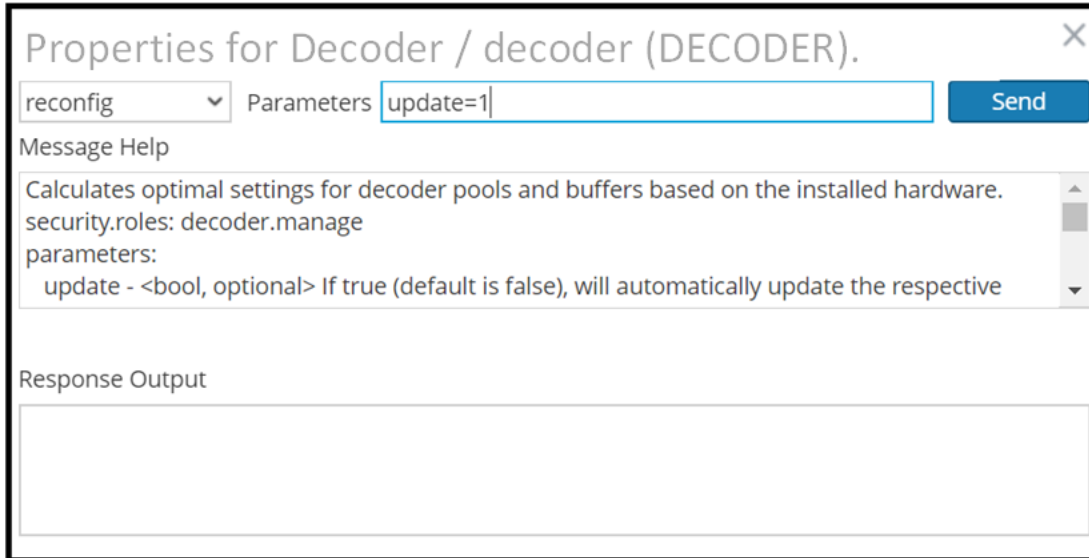 Properties for Decoder / decoder (DECODER).
reconfig Parameters update=1 Send
Message Help
Calculates optimal settings for decoder pools and buffers based on the installed hardware.
security.roles: decoder.manage
parameters:
update - <bool, optional> If true (default is false), will automatically update the respective
Response Output